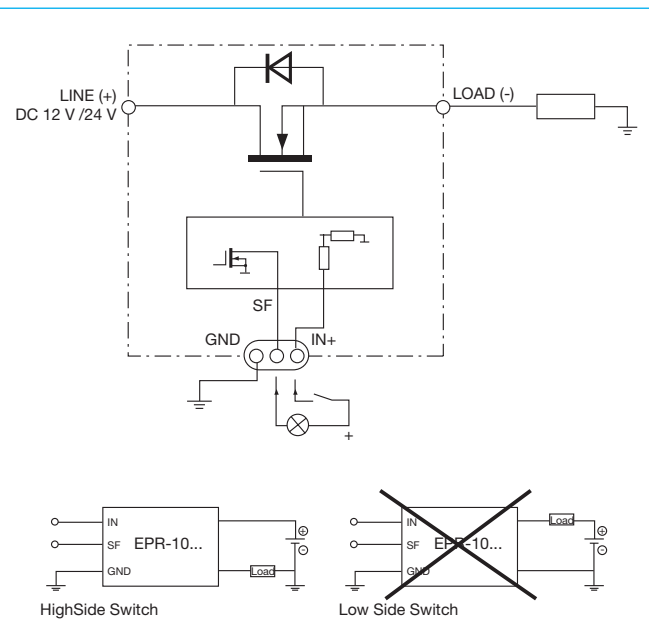 LINE (+)
DC 12 V /24 V
LOAD (-)
SF
GND
IN+
+
IN
SF
GND
EPR-10...
Load
+
-
HighSide Switch
IN
SF
GND
EPR-10...
Load
+
-
Low Side Switch